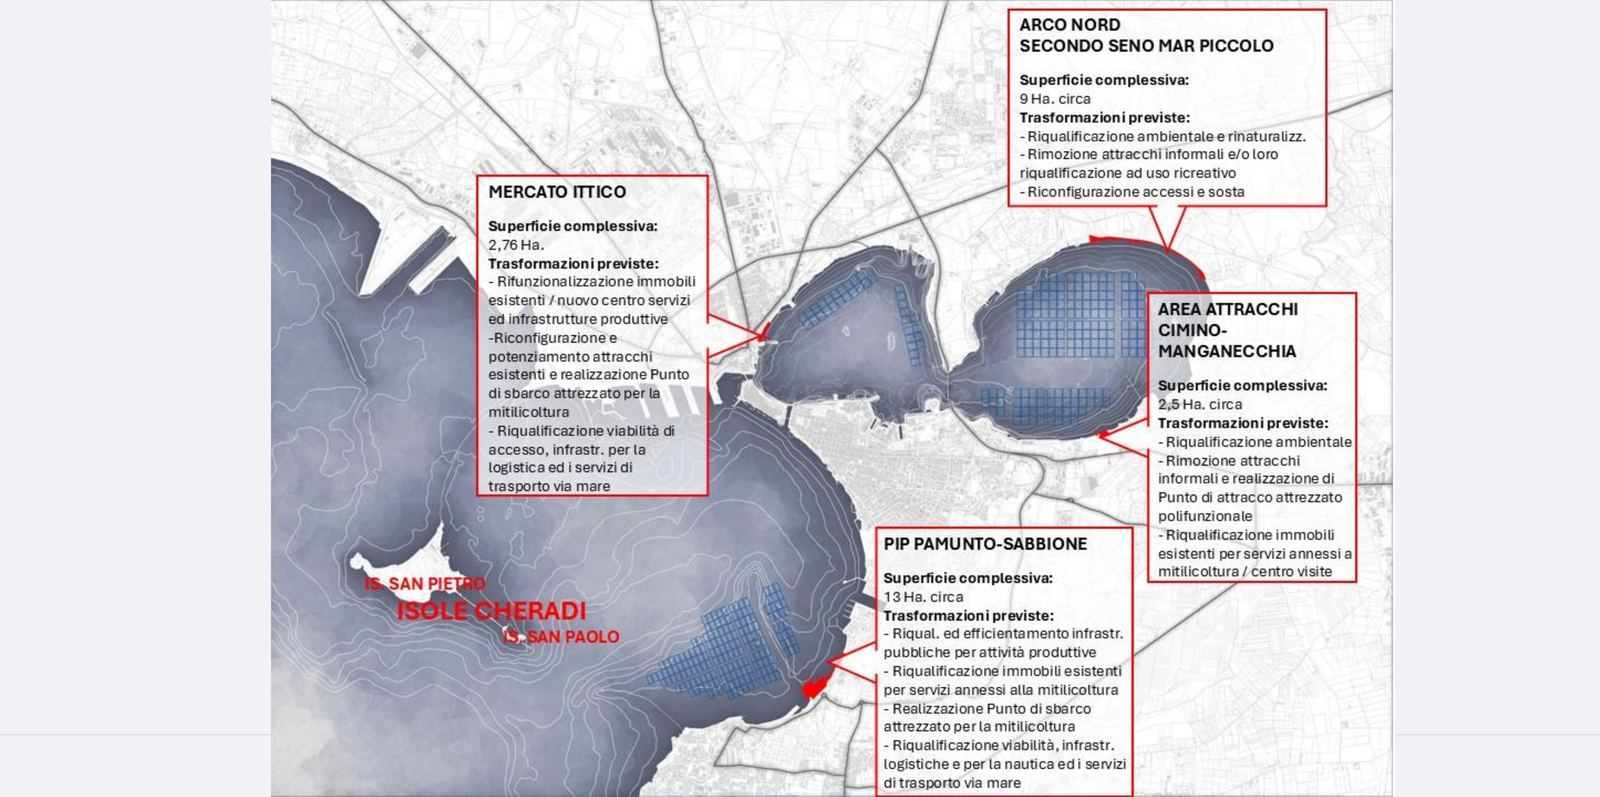 ARCO NORD
SECONDO SENO MAR PICCOLO
Superficie complessiva:
9 Ha. circa
Trasformazioni previste:
- Riqualificazione ambientale e rinaturalizz.
- Rimozione attracchi informali e/o loro
riqualificazione ad uso ricreativo
- Riconfigurazione accessi e sosta
MERCATO ITTICO
Superficie complessiva:
2,76 Ha.
Trasformazioni previste:
- Rifunzionalizzazione immobili
esistenti / nuovo centro servizi
ed infrastrutture produttive
-Riconfigurazione e
potenziamento attracchi
esistenti e realizzazione Punto
di sbarco attrezzato per la
mitilicoltura
- Riqualificazione viabilità di
accesso, infrastr. per la
logistica ed i servizi di
trasporto via mare
AREA ATTRACCHI
CIMINO-
MANGANECCHIA
Superficie complessiva:
2,5 Ha. circa
Trasformazioni previste:
- Riqualificazione ambientale
- Rimozione attracchi
informali e realizzazione di
Punto di attracco attrezzato
polifunzionale
- Riqualificazione immobili
esistenti per servizi annessi a
mitilicoltura / centro visite
PIP PAMUNTO-SABBIONE
Superficie complessiva:
13 Ha. circa
Trasformazioni previste:
- Riqual. ed efficientamento infrastr.
pubbliche per attività produttive
- Riqualificazione immobili esistenti
per servizi annessi alla mitilicoltura
- Realizzazione Punto di sbarco
attrezzato per la mitilicoltura
- Riqualificazione viabilità, infrastr.
logistiche e per la nautica ed i servizi
di trasporto via mare
IS. SAN PIETRO
ISOLE CHERADI
IS. SAN PAOLO